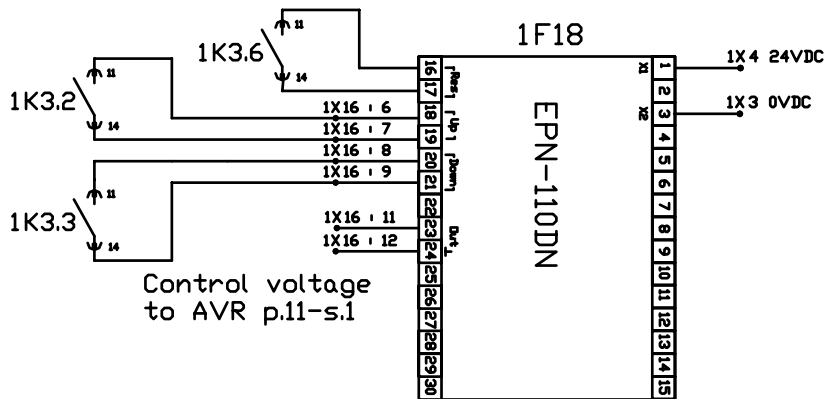 1F18
11
1K3.6
14
16
17
18
19
20
21
22
23
24
25
26
27
28
29
30
Res
Up
Down
Out
EPN-110DN
X1
X2
1
2
3
4
5
6
7
8
9
10
11
12
13
14
15
1X4 24VDC
1X3 0VDC
11
1K3.2
14
1X16 : 6
1X16 : 7
1X16 : 8
1X16 : 9
11
1K3.3
14
1X16 : 11
1X16 : 12
Control voltage
to AVR p.11-s.1